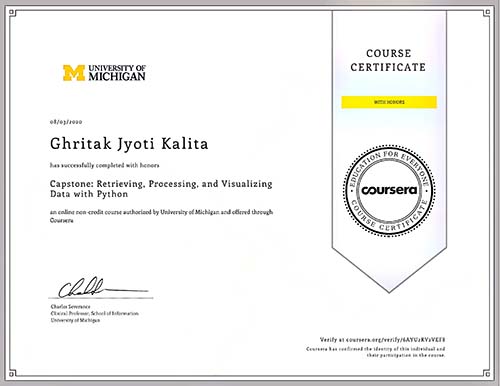 UNIVERSITY OF
MICHIGAN
08/03/2020
Ghritak Jyoti Kalita
has successfully completed with honors
Capstone: Retrieving, Processing, and Visualizing
Data with Python
an online non-credit course authorized by University of Michigan and offered through
Coursera
Charles Severance
Clinical Professor, School of Information
University of Michigan
COURSE
CERTIFICATE
WITH HONORS
EDUCATION FOR EVERYONE
coursera
COURSE CERTIFICATE
Verify at coursera.org/verify/
Coursera has confirmed the identity of this individual and
their participation in the course.